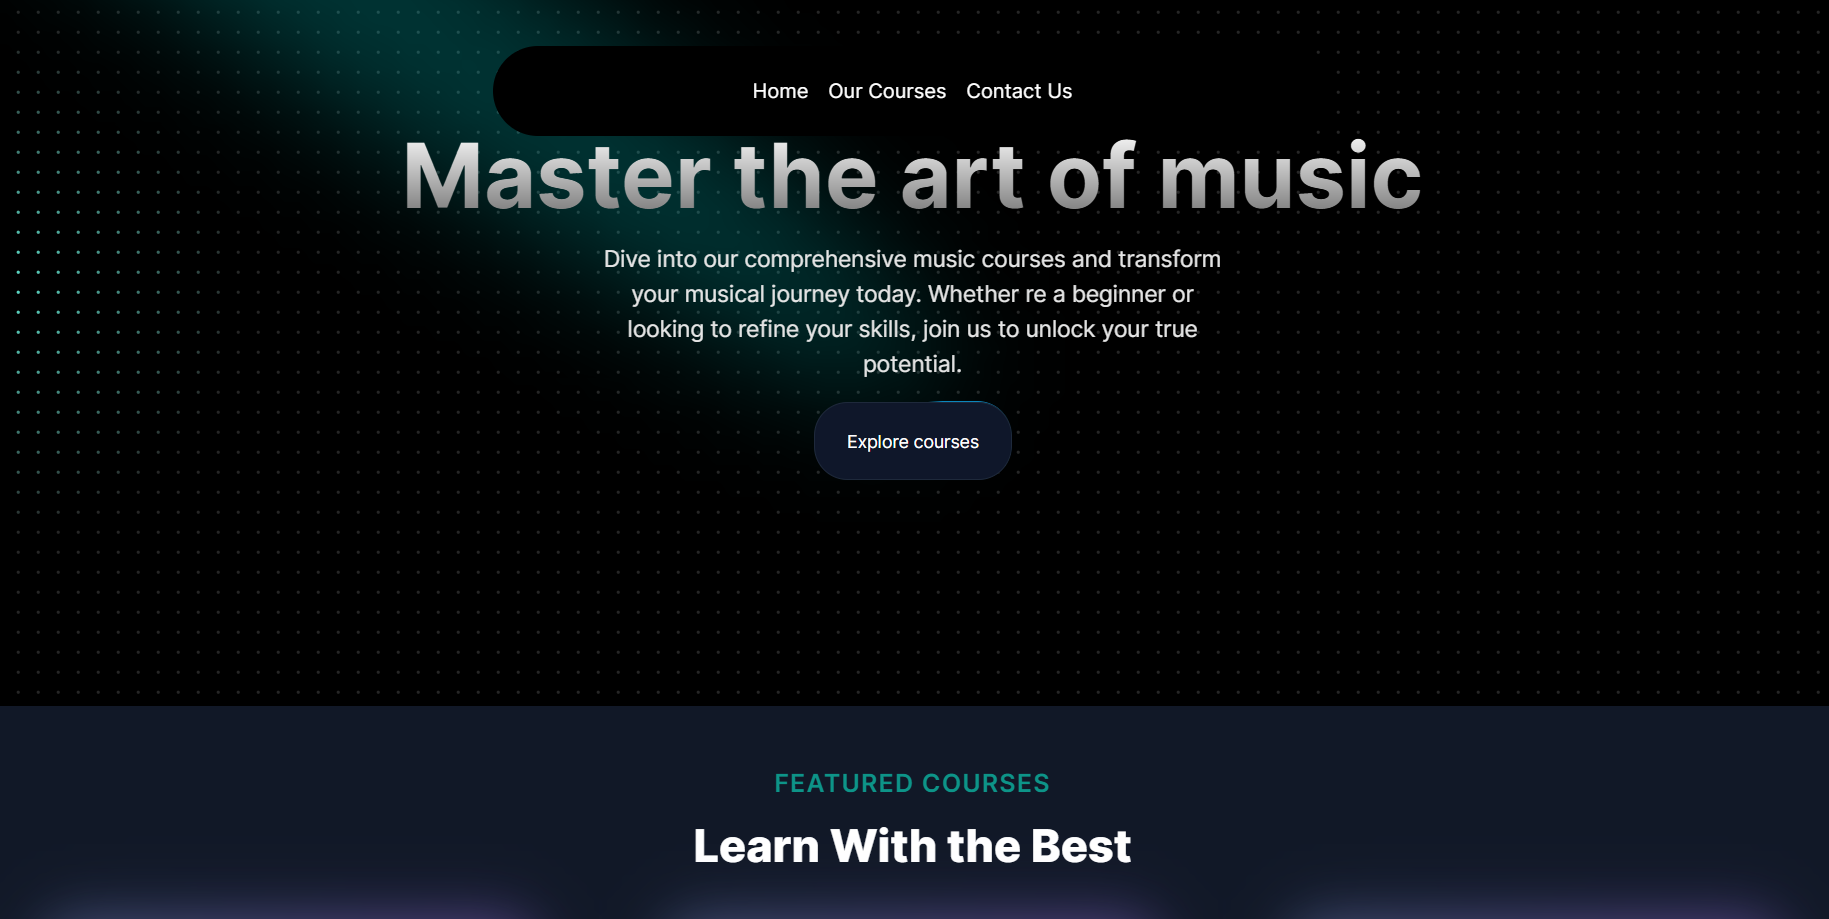 Home Our Courses Contact Us
Master the art of music
Dive into our comprehensive music courses and transform
your musical journey today. Whether re a beginner or
looking to refine your skills, join us to unlock your true
potential.
Explore courses
FEATURED COURSES
Learn With the Best